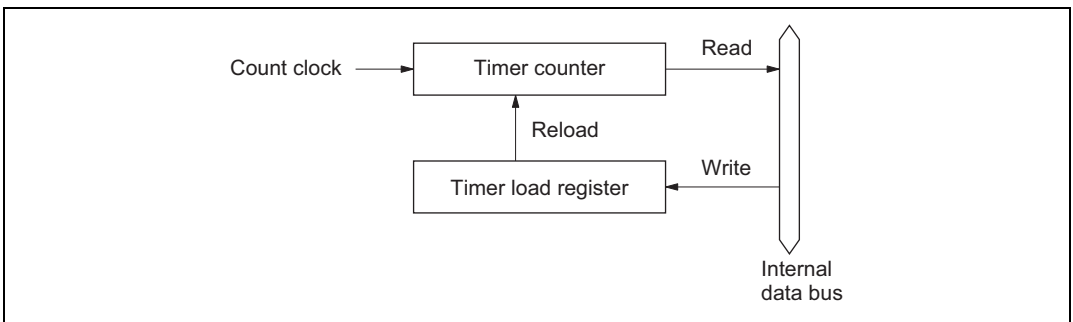 Read
Count clock
Timer counter
Reload
Write
Timer load register
Internal
data bus